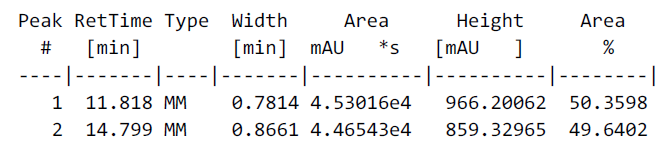 Peak RetTime Type  Width     Area      Height     Area
  #   [min]        [min]  mAU   *s   [mAU   ]      %
----|-------|----|-------|----------|----------|--------|
   1  11.818 MM    0.7814 4.53016e4  966.20062  50.3598
   2  14.799 MM    0.8661 4.46543e4  859.32965  49.6402